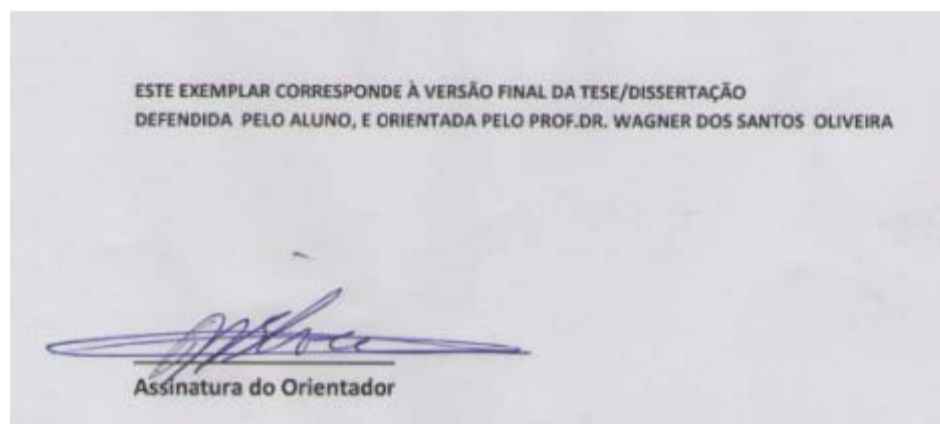 ESTE EXEMPLAR CORRESPONDE À VERSÃO FINAL DA TESE/DISSERTAÇÃO
DEFENDIDA PELO ALUNO, E ORIENTADA PELO PROF.DR. WAGNER DOS SANTOS OLIVEIRA
Assinatura do Orientador